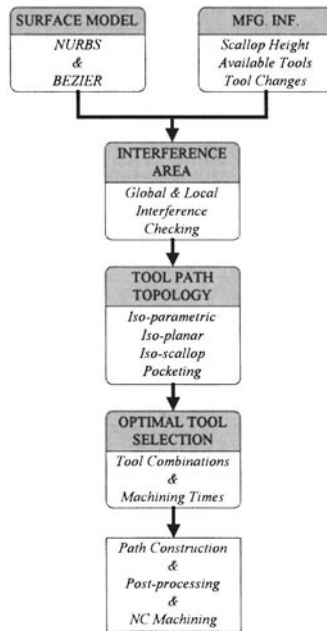 SURFACE MODEL
NURBS
&
BEZIER
MFG. INF.
Scallop Height
Available Tools
Tool Changes
INTERFERENCE
AREA
Global & Local
Interference
Checking
TOOL PATH
TOPOLOGY
Iso-parametric
Iso-planar
Iso-scallop
Pocketing
OPTIMAL TOOL
SELECTION
Tool Combinations
&
Machining Times
Path Construction
&
Post-processing
&
NC Machining